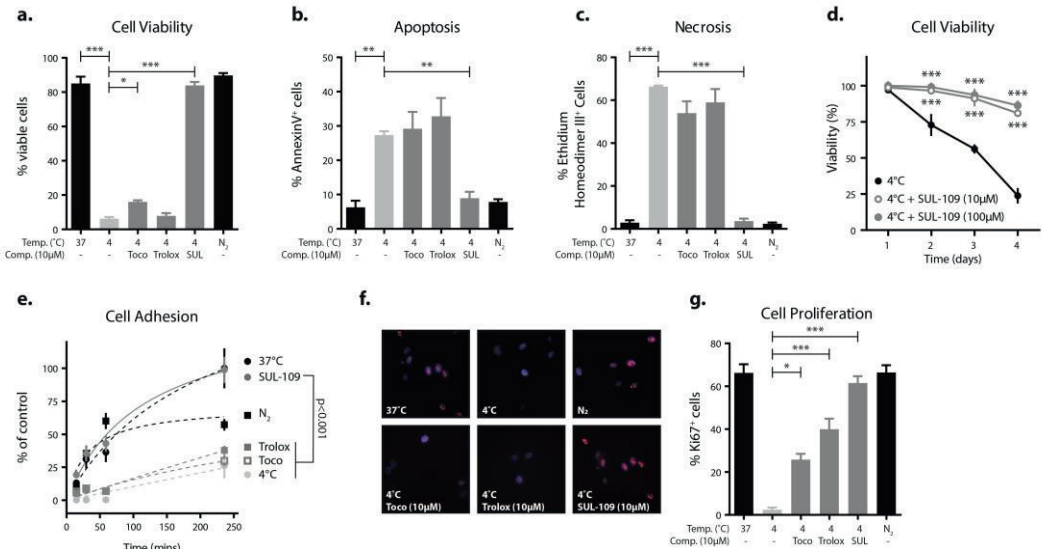 a.
Cell Viability
***
***
*
% viable cells
100
80
60
40
20
0
Temp. (˚C) 37 4 4 4 4 N₂
Comp. (10µM) - - Toco Trolox SUL -
b.
Apoptosis
**
**
% AnnexinV⁺ cells
50
40
30
20
10
0
Temp. (˚C) 37 4 4 4 4 N₂
Comp. (10µM) - - Toco Trolox SUL -
c.
Necrosis
***
***
% Ethidium
Homeodimer III⁺ Cells
80
60
40
20
0
Temp. (˚C) 37 4 4 4 4 N₂
Comp. (10µM) - - Toco Trolox SUL -
d.
Cell Viability
***
***
***
***
***
***
Viability (%)
100
75
50
25
0
4°C
4°C + SUL-109 (10µM)
4°C + SUL-109 (100µM)
1 2 3 4
Time (days)
e.
Cell Adhesion
% of control
100
75
50
25
0
0 50 100 150 200 250
Time (mins)
37°C
SUL-109
N₂
Trolox
Toco
4°C
p<0.001
f.
37˚C
4˚C
N₂
4˚C
Toco (10µM)
4˚C
Trolox (10µM)
4˚C
SUL-109 (10µM)
g.
Cell Proliferation
***
***
*
% Ki67⁺ cells
80
60
40
20
0
Temp. (˚C) 37 4 4 4 4 N₂
Comp. (10µM) - - Toco Trolox SUL -